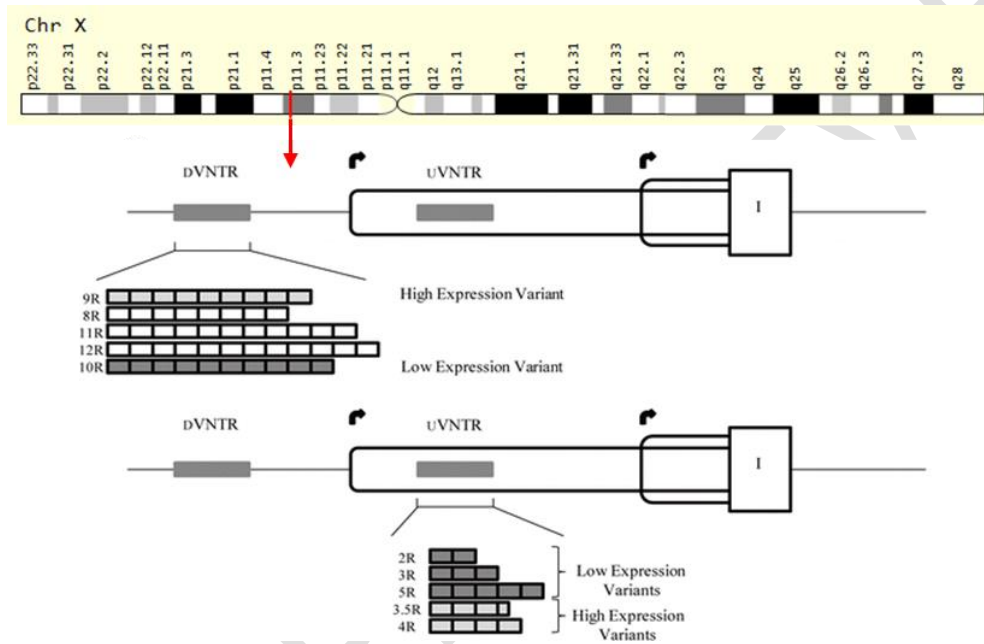 Chr X
p22.33 p22.31 p22.2 p22.12 p22.11 p21.3 p21.1 p11.4 p11.3 p11.23 p11.22 p11.21 p11.1 q11.1 q12 q13.1 q21.1 q21.31 q21.33 q22.1 q22.3 q23 q24 q25 q26.2 q26.3 q27.3 q28
DVNTR UVNTR
I
9R High Expression Variant
8R
11R
12R
10R Low Expression Variant
DVNTR UVNTR
I
2R
3R Low Expression
5R Variants
3.5R High Expression
4R Variants